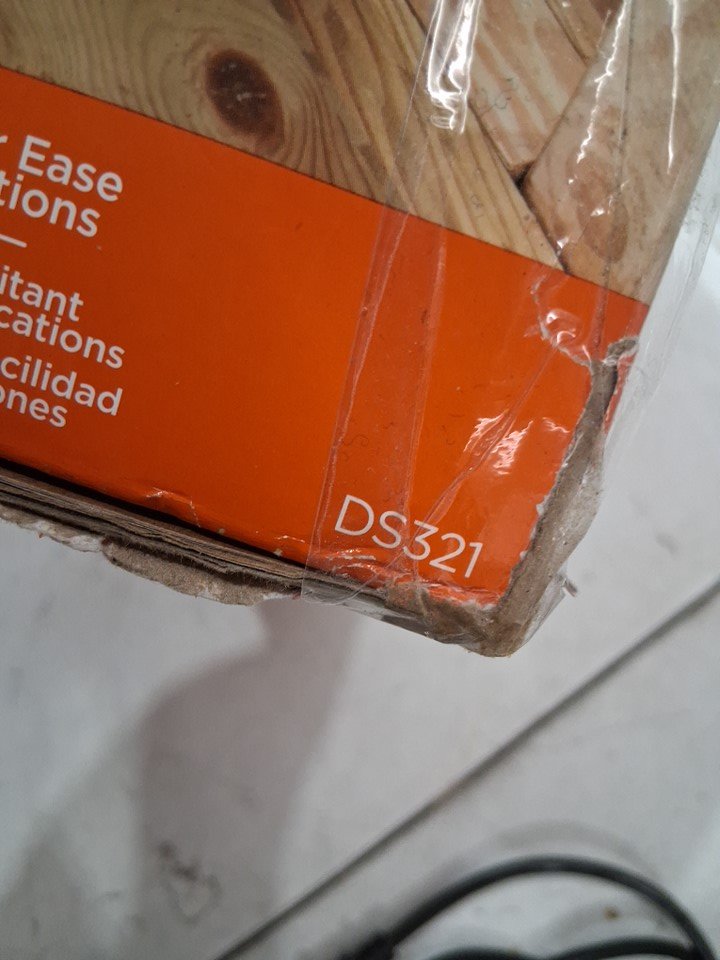 Ease
tions
itant
cations
cilidad
ones
DS321